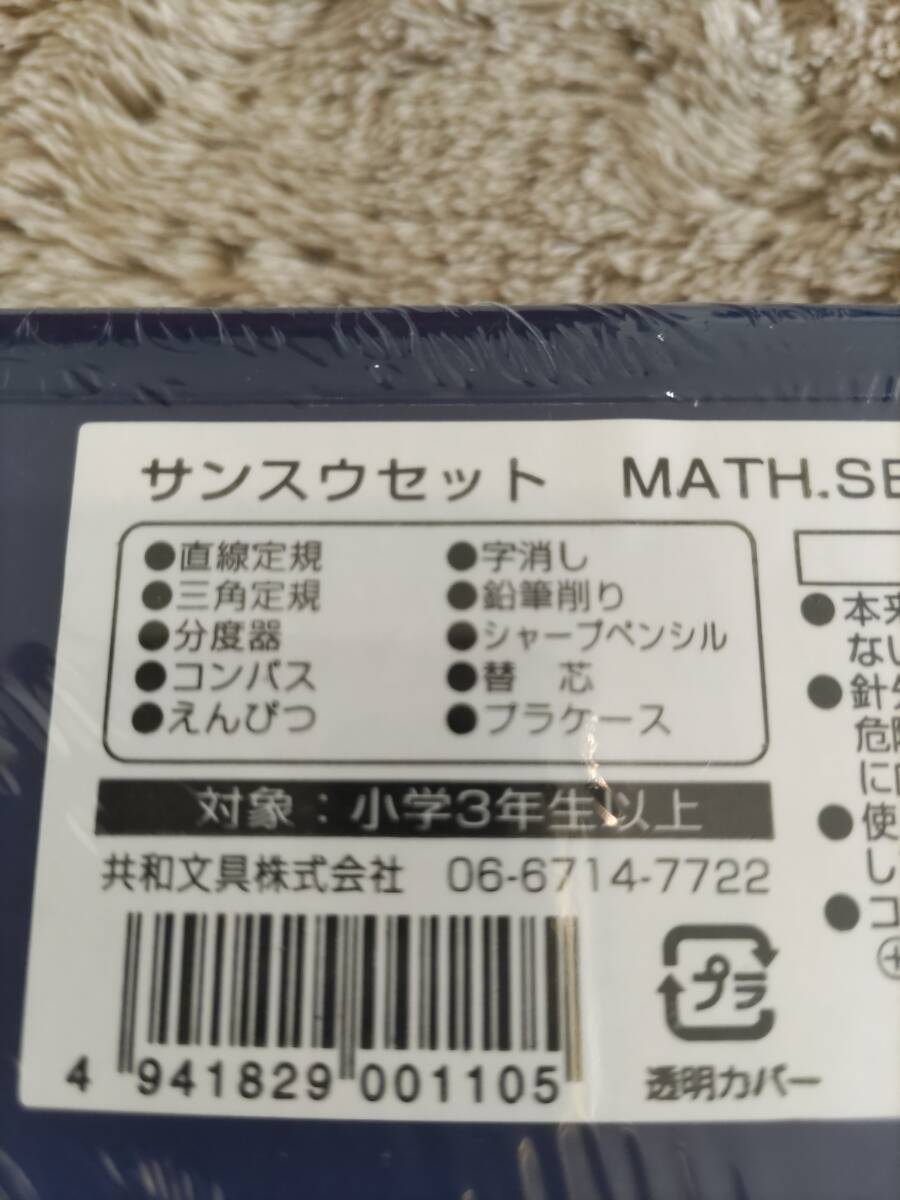 サンスウセット MATH.SE
●直線定規
●三角定規
●分度器
●コンパス
●えんぴつ
●字消し
●鉛筆削り
●シャープペンシル
●替 芯
●プラケース
対象：小学3年生以上
共和文具株式会社 06-6714-7722
4 941829 001105
プラ
透明カバー
●本来
ない
●針先
危険
に
●使
し
●コ